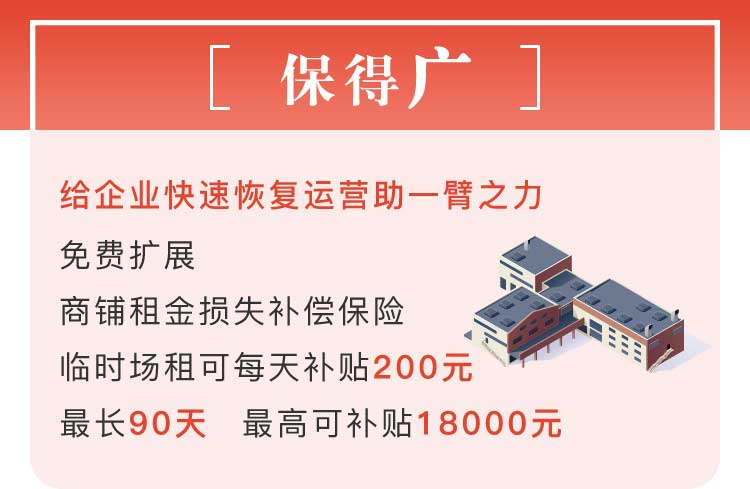 保得广
给企业快速恢复运营助一臂之力
免费扩展
商铺租金损失补偿保险
临时场租可每天补贴200元
最长90天 最高可补贴18000元